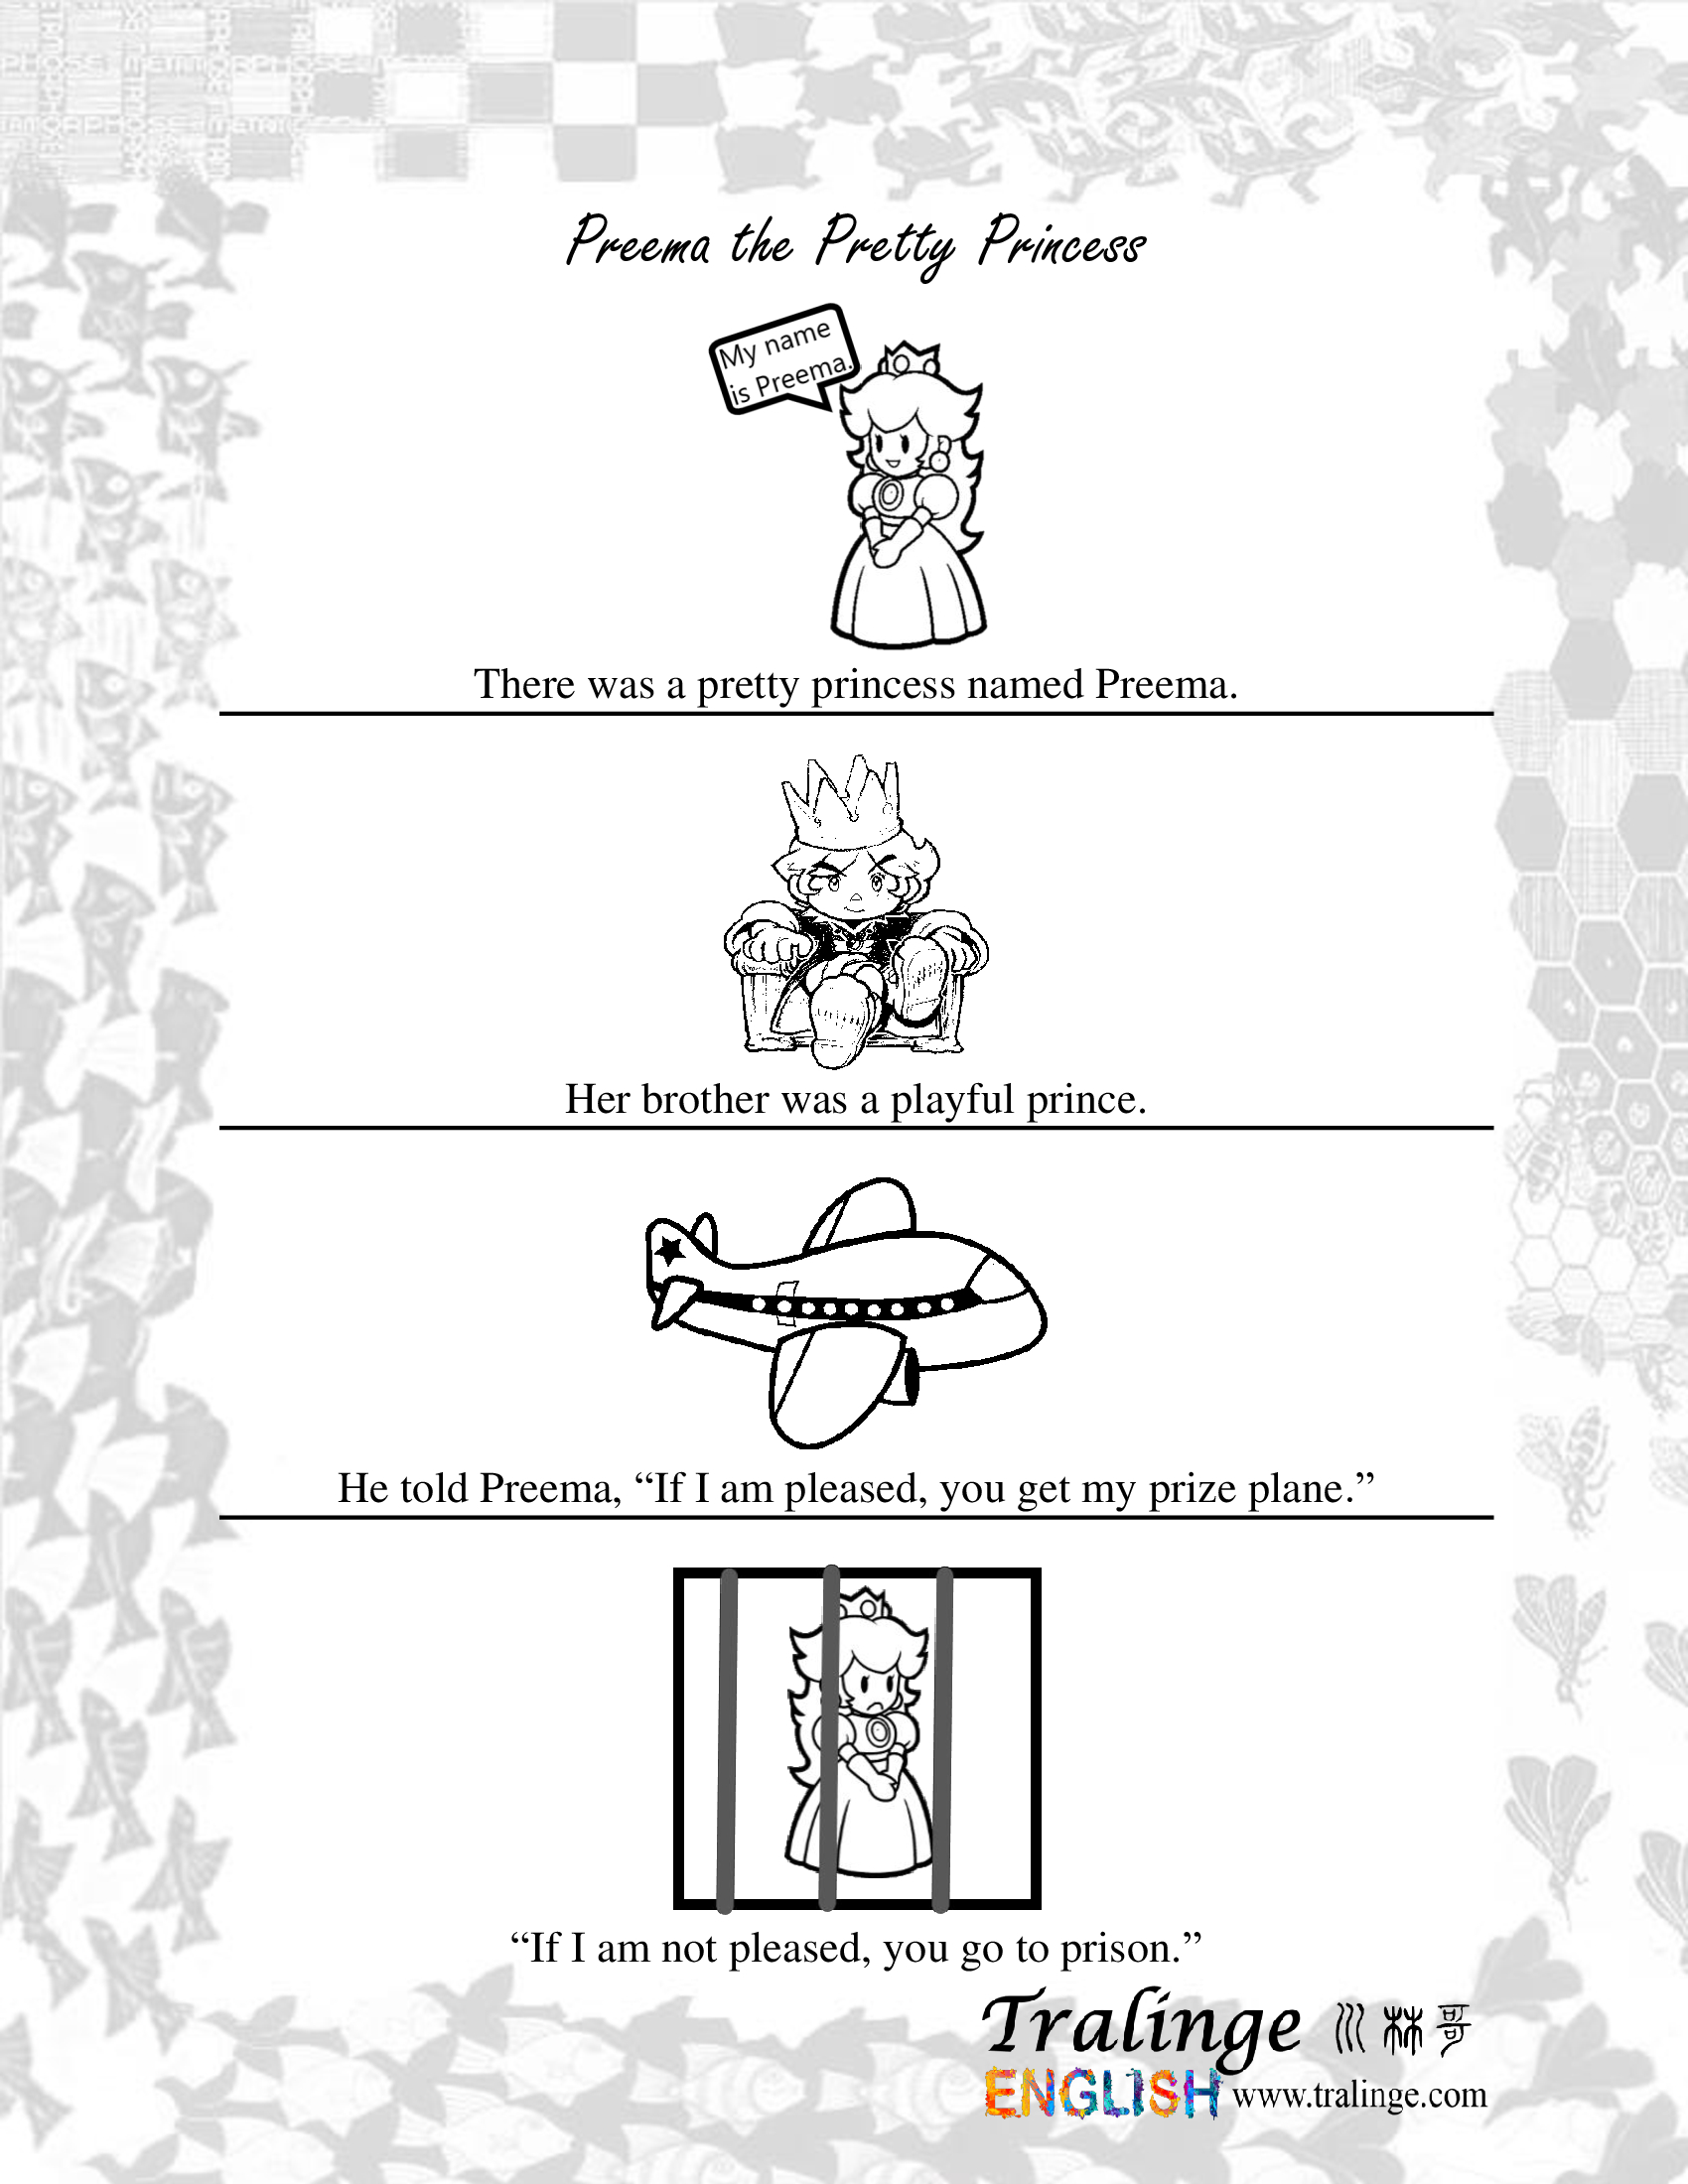 Preema the Pretty Princess
My name
is Preema.
There was a pretty princess named Preema.
Her brother was a playful prince.
He told Preema, “If I am pleased, you get my prize plane.”
“If I am not pleased, you go to prison.”
Tralinge 川林哥
ENGLISH www.tralinge.com